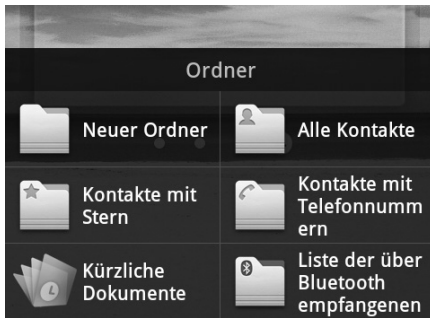 Ordner
Neuer Ordner
Alle Kontakte
Kontakte mit
Stern
Kontakte mit
Telefonnumm
ern
Kürzliche
Dokumente
Liste der über
Bluetooth
empfangenen